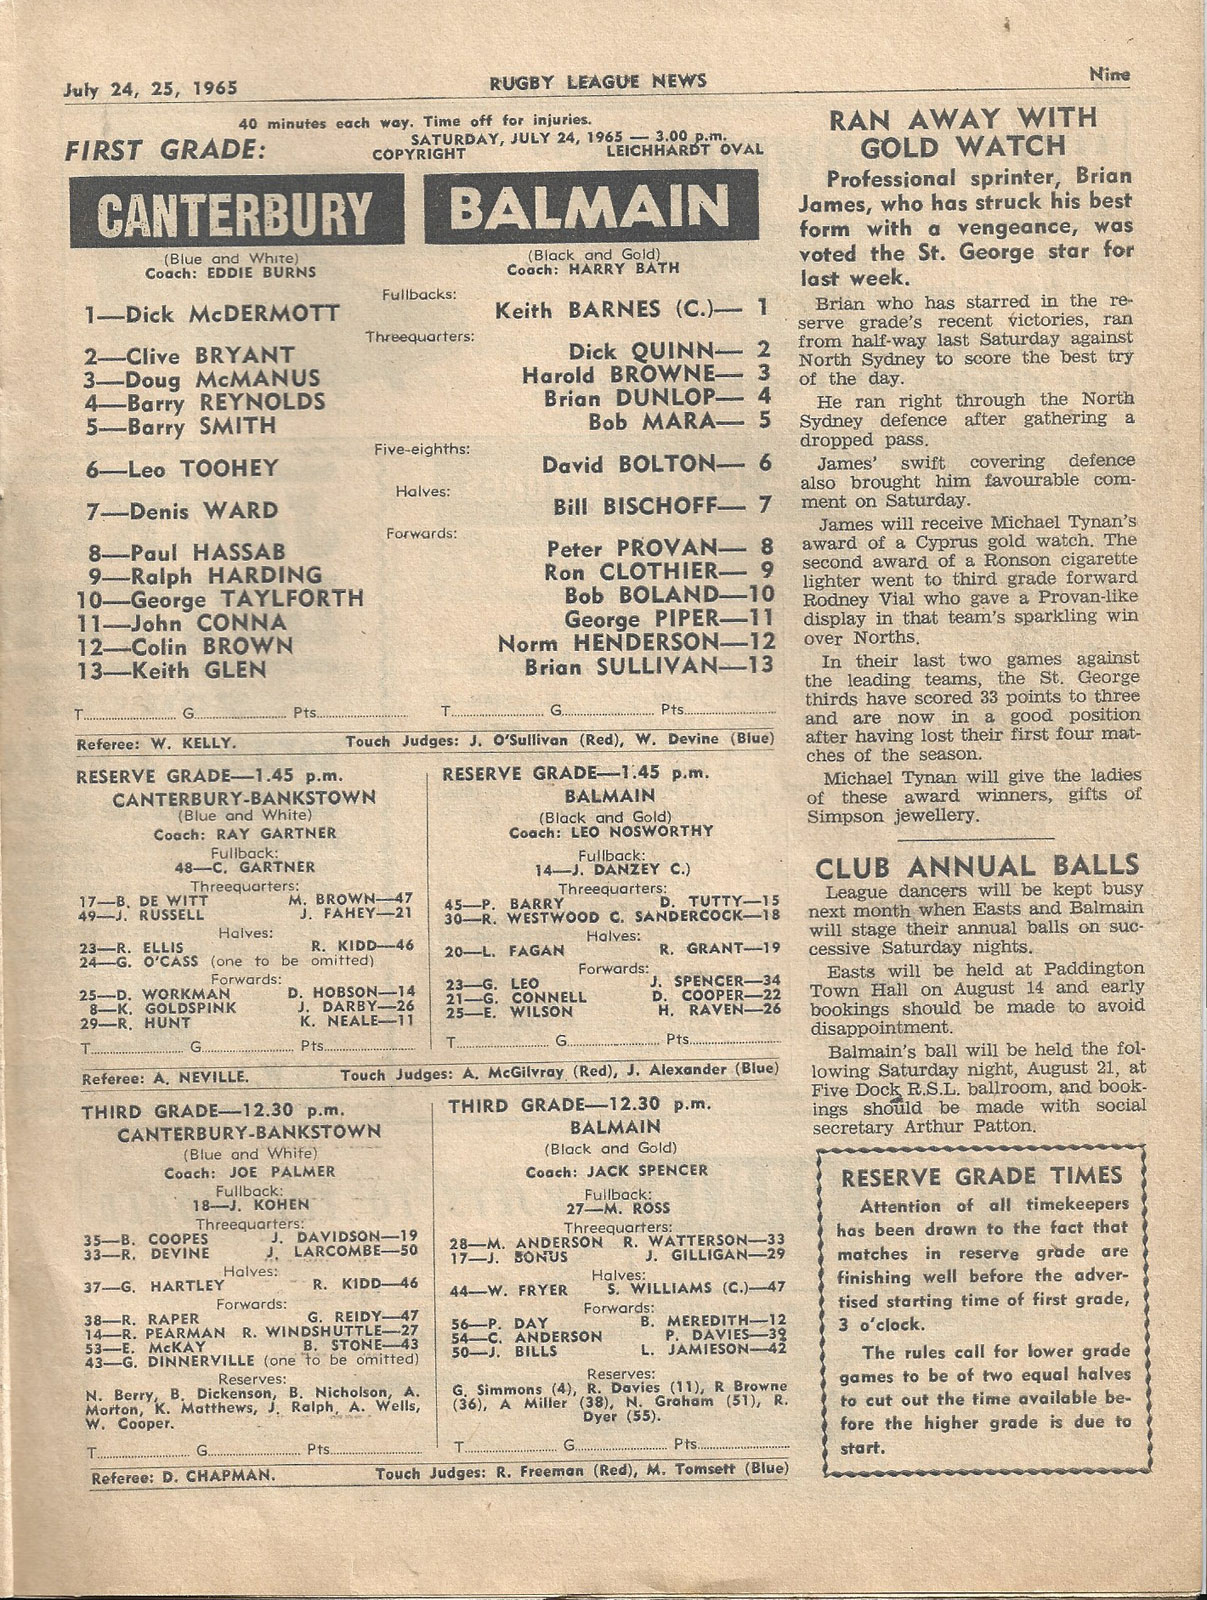 July 24, 25, 1965
RUGBY LEAGUE NEWS
Nine
40 minutes each way. Time off for injuries.
FIRST GRADE:
SATURDAY, JULY 24, 1965 — 3.00 p.m.
COPYRIGHT LEICHHARDT OVAL
CANTERBURY
(Blue and White)
Coach: EDDIE BURNS
BALMAIN
(Black and Gold)
Coach: HARRY BATH
Fullbacks:
1—Dick McDERMOTT Keith BARNES (C.)— 1
Threequarters:
2—Clive BRYANT Dick QUINN— 2
3—Doug McMANUS Harold BROWNE— 3
4—Barry REYNOLDS Brian DUNLOP— 4
5—Barry SMITH Bob MARA— 5
Five-eighths:
6—Leo TOOHEY David BOLTON— 6
Halves:
7—Denis WARD Bill BISCHOFF— 7
Forwards:
8—Paul HASSAB Peter PROVAN— 8
9—Ralph HARDING Ron CLOTHIER— 9
10—George TAYLFORTH Bob BOLAND—10
11—John CONNA George PIPER—11
12—Colin BROWN Norm HENDERSON—12
13—Keith GLEN Brian SULLIVAN—13
T............ G............ Pts............ T............ G............ Pts............
Referee: W. KELLY. Touch Judges: J. O'Sullivan (Red), W. Devine (Blue)
RESERVE GRADE—1.45 p.m.
CANTERBURY-BANKSTOWN
(Blue and White)
Coach: RAY GARTNER
Fullback:
48—C. GARTNER
Threequarters:
17—B. DE WITT M. BROWN—47
49—J. RUSSELL J. FAHEY—21
Halves:
23—R. ELLIS R. KIDD—46
24—G. O'CASS (one to be omitted)
Forwards:
25—D. WORKMAN D. HOBSON—14
8—K. GOLDSPINK J. DARBY—26
29—R. HUNT K. NEALE—11
T............ G............ Pts............
RESERVE GRADE—1.45 p.m.
BALMAIN
(Black and Gold)
Coach: LEO NOSWORTHY
Fullback:
14—J. DANZEY C.)
Threequarters:
45—P. BARRY D. TUTTY—15
30—R. WESTWOOD C. SANDERCOCK—18
Halves:
20—L. FAGAN R. GRANT—19
Forwards:
23—G. LEO J. SPENCER—34
21—G. CONNELL D. COOPER—22
25—E. WILSON H. RAVEN—26
T............ G............ Pts............
Referee: A. NEVILLE. Touch Judges: A. McGilvray (Red), J. Alexander (Blue)
THIRD GRADE—12.30 p.m.
CANTERBURY-BANKSTOWN
(Blue and White)
Coach: JOE PALMER
Fullback:
18—J. KOHEN
Threequarters:
35—B. COOPES J. DAVIDSON—19
33—R. DEVINE J. LARCOMBE—50
Halves:
37—G. HARTLEY R. KIDD—46
Forwards:
38—R. RAPER G. REIDY—47
14—R. PEARMAN R. WINDSHUTTLE—27
53—E. McKAY B. STONE—43
43—G. DINNERVILLE (one to be omitted)
Reserves:
N. Berry, B. Dickenson, B. Nicholson, A.
Morton, K. Matthews, J. Ralph, A. Wells,
W. Cooper.
T............ G............ Pts............
THIRD GRADE—12.30 p.m.
BALMAIN
(Black and Gold)
Coach: JACK SPENCER
Fullback:
27—M. ROSS
Threequarters:
28—M. ANDERSON R. WATTERSON—33
17—J. BONUS J. GILLIGAN—29
Halves:
44—W. FRYER S. WILLIAMS (C.)—47
Forwards:
56—P. DAY B. MEREDITH—12
54—C. ANDERSON P. DAVIES—39
50—J. BILLS L. JAMIESON—42
Reserves:
G. Simmons (4), R. Davies (11), R Browne
(36), A Miller (38), N. Graham (51), R.
Dyer (55).
T............ G............ Pts............
Referee: D. CHAPMAN. Touch Judges: R. Freeman (Red), M. Tomsett (Blue)
RAN AWAY WITH
GOLD WATCH
Professional sprinter, Brian
James, who has struck his best
form with a vengeance, was
voted the St. George star for
last week.
Brian who has starred in the re-
serve grade's recent victories, ran
from half-way last Saturday against
North Sydney to score the best try
of the day.
He ran right through the North
Sydney defence after gathering a
dropped pass.
James' swift covering defence
also brought him favourable com-
ment on Saturday.
James will receive Michael Tynan's
award of a Cyprus gold watch. The
second award of a Ronson cigarette
lighter went to third grade forward
Rodney Vial who gave a Provan-like
display in that team's sparkling win
over Norths.
In their last two games against
the leading teams, the St. George
thirds have scored 33 points to three
and are now in a good position
after having lost their first four mat-
ches of the season.
Michael Tynan will give the ladies
of these award winners, gifts of
Simpson jewellery.
CLUB ANNUAL BALLS
League dancers will be kept busy
next month when Easts and Balmain
will stage their annual balls on suc-
cessive Saturday nights.
Easts will be held at Paddington
Town Hall on August 14 and early
bookings should be made to avoid
disappointment.
Balmain's ball will be held the fol-
lowing Saturday night, August 21, at
Five Dock R.S.L. ballroom, and book-
ings should be made with social
secretary Arthur Patton.
RESERVE GRADE TIMES
Attention of all timekeepers
has been drawn to the fact that
matches in reserve grade are
finishing well before the adver-
tised starting time of first grade,
3 o'clock.
The rules call for lower grade
games to be of two equal halves
to cut out the time available be-
fore the higher grade is due to
start.